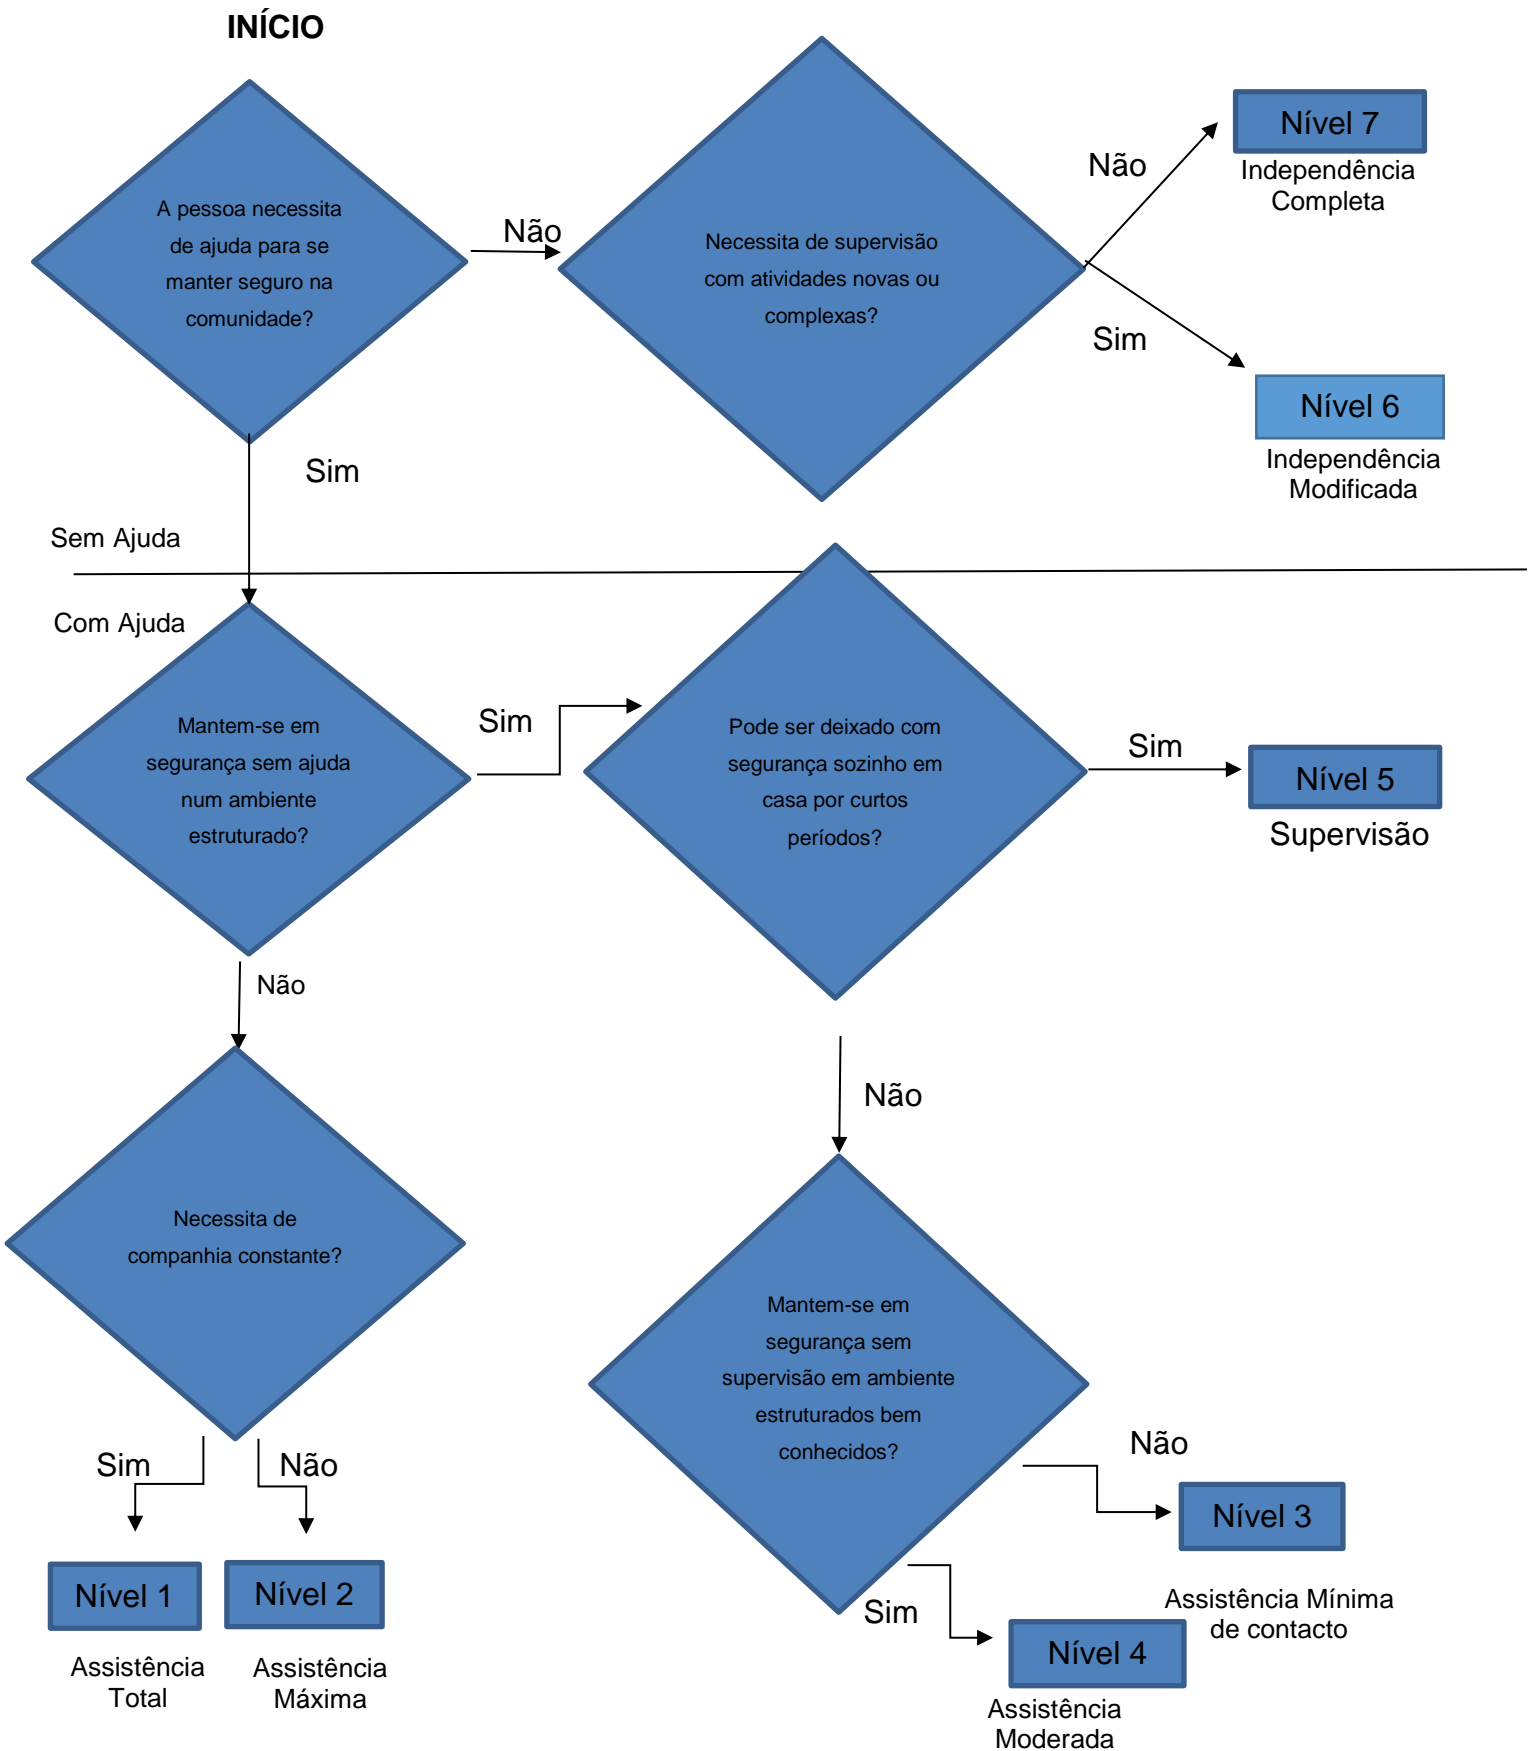 INÍCIO
A pessoa necessita
de ajuda para se
manter seguro na
comunidade?
Não
Necessita de supervisão
com atividades novas ou
complexas?
Não
Nível 7
Independência
Completa
Sim
Nível 6
Independência
Modificada
Sim
Sem Ajuda
Com Ajuda
Mantem-se em
segurança sem ajuda
num ambiente
estruturado?
Sim
Pode ser deixado com
segurança sozinho em
casa por curtos
períodos?
Sim
Nível 5
Supervisão
Não
Não
Necessita de
companhia constante?
Mantem-se em
segurança sem
supervisão em ambiente
estruturados bem
conhecidos?
Sim
Não
Não
Nível 3
Assistência Mínima
de contacto
Nível 1
Assistência
Total
Nível 2
Assistência
Máxima
Sim
Nível 4
Assistência
Moderada